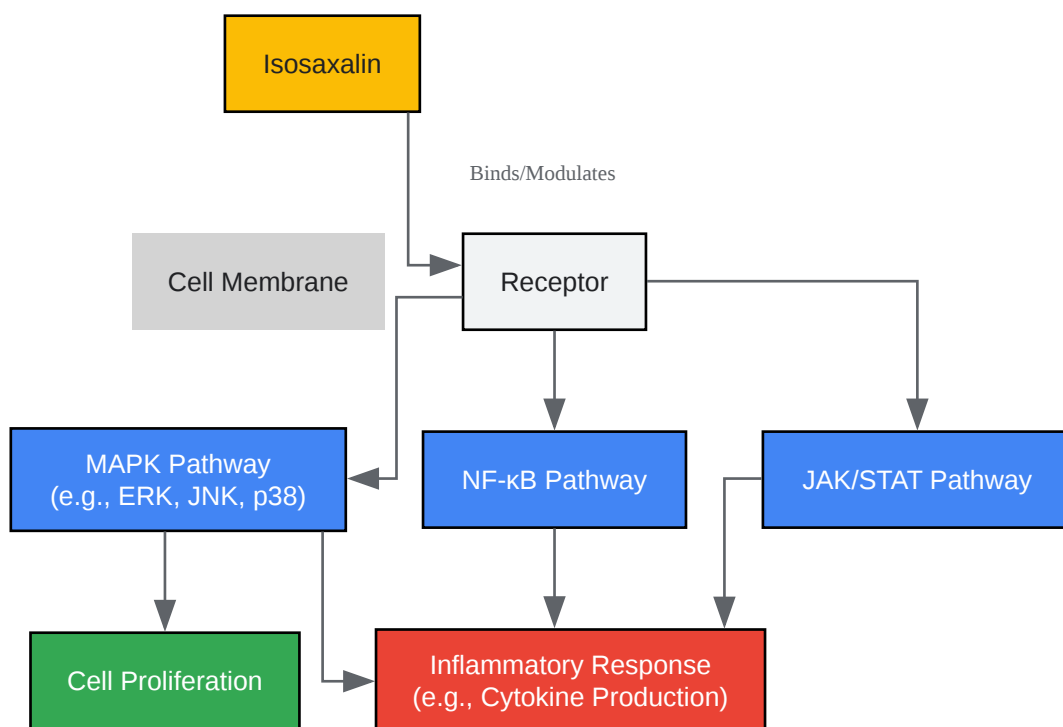 Isosaxalin
Binds/Modulates
Cell Membrane
Receptor
MAPK Pathway
(e.g., ERK, JNK, p38)
NF-κB Pathway
JAK/STAT Pathway
Cell Proliferation
Inflammatory Response
(e.g., Cytokine Production)